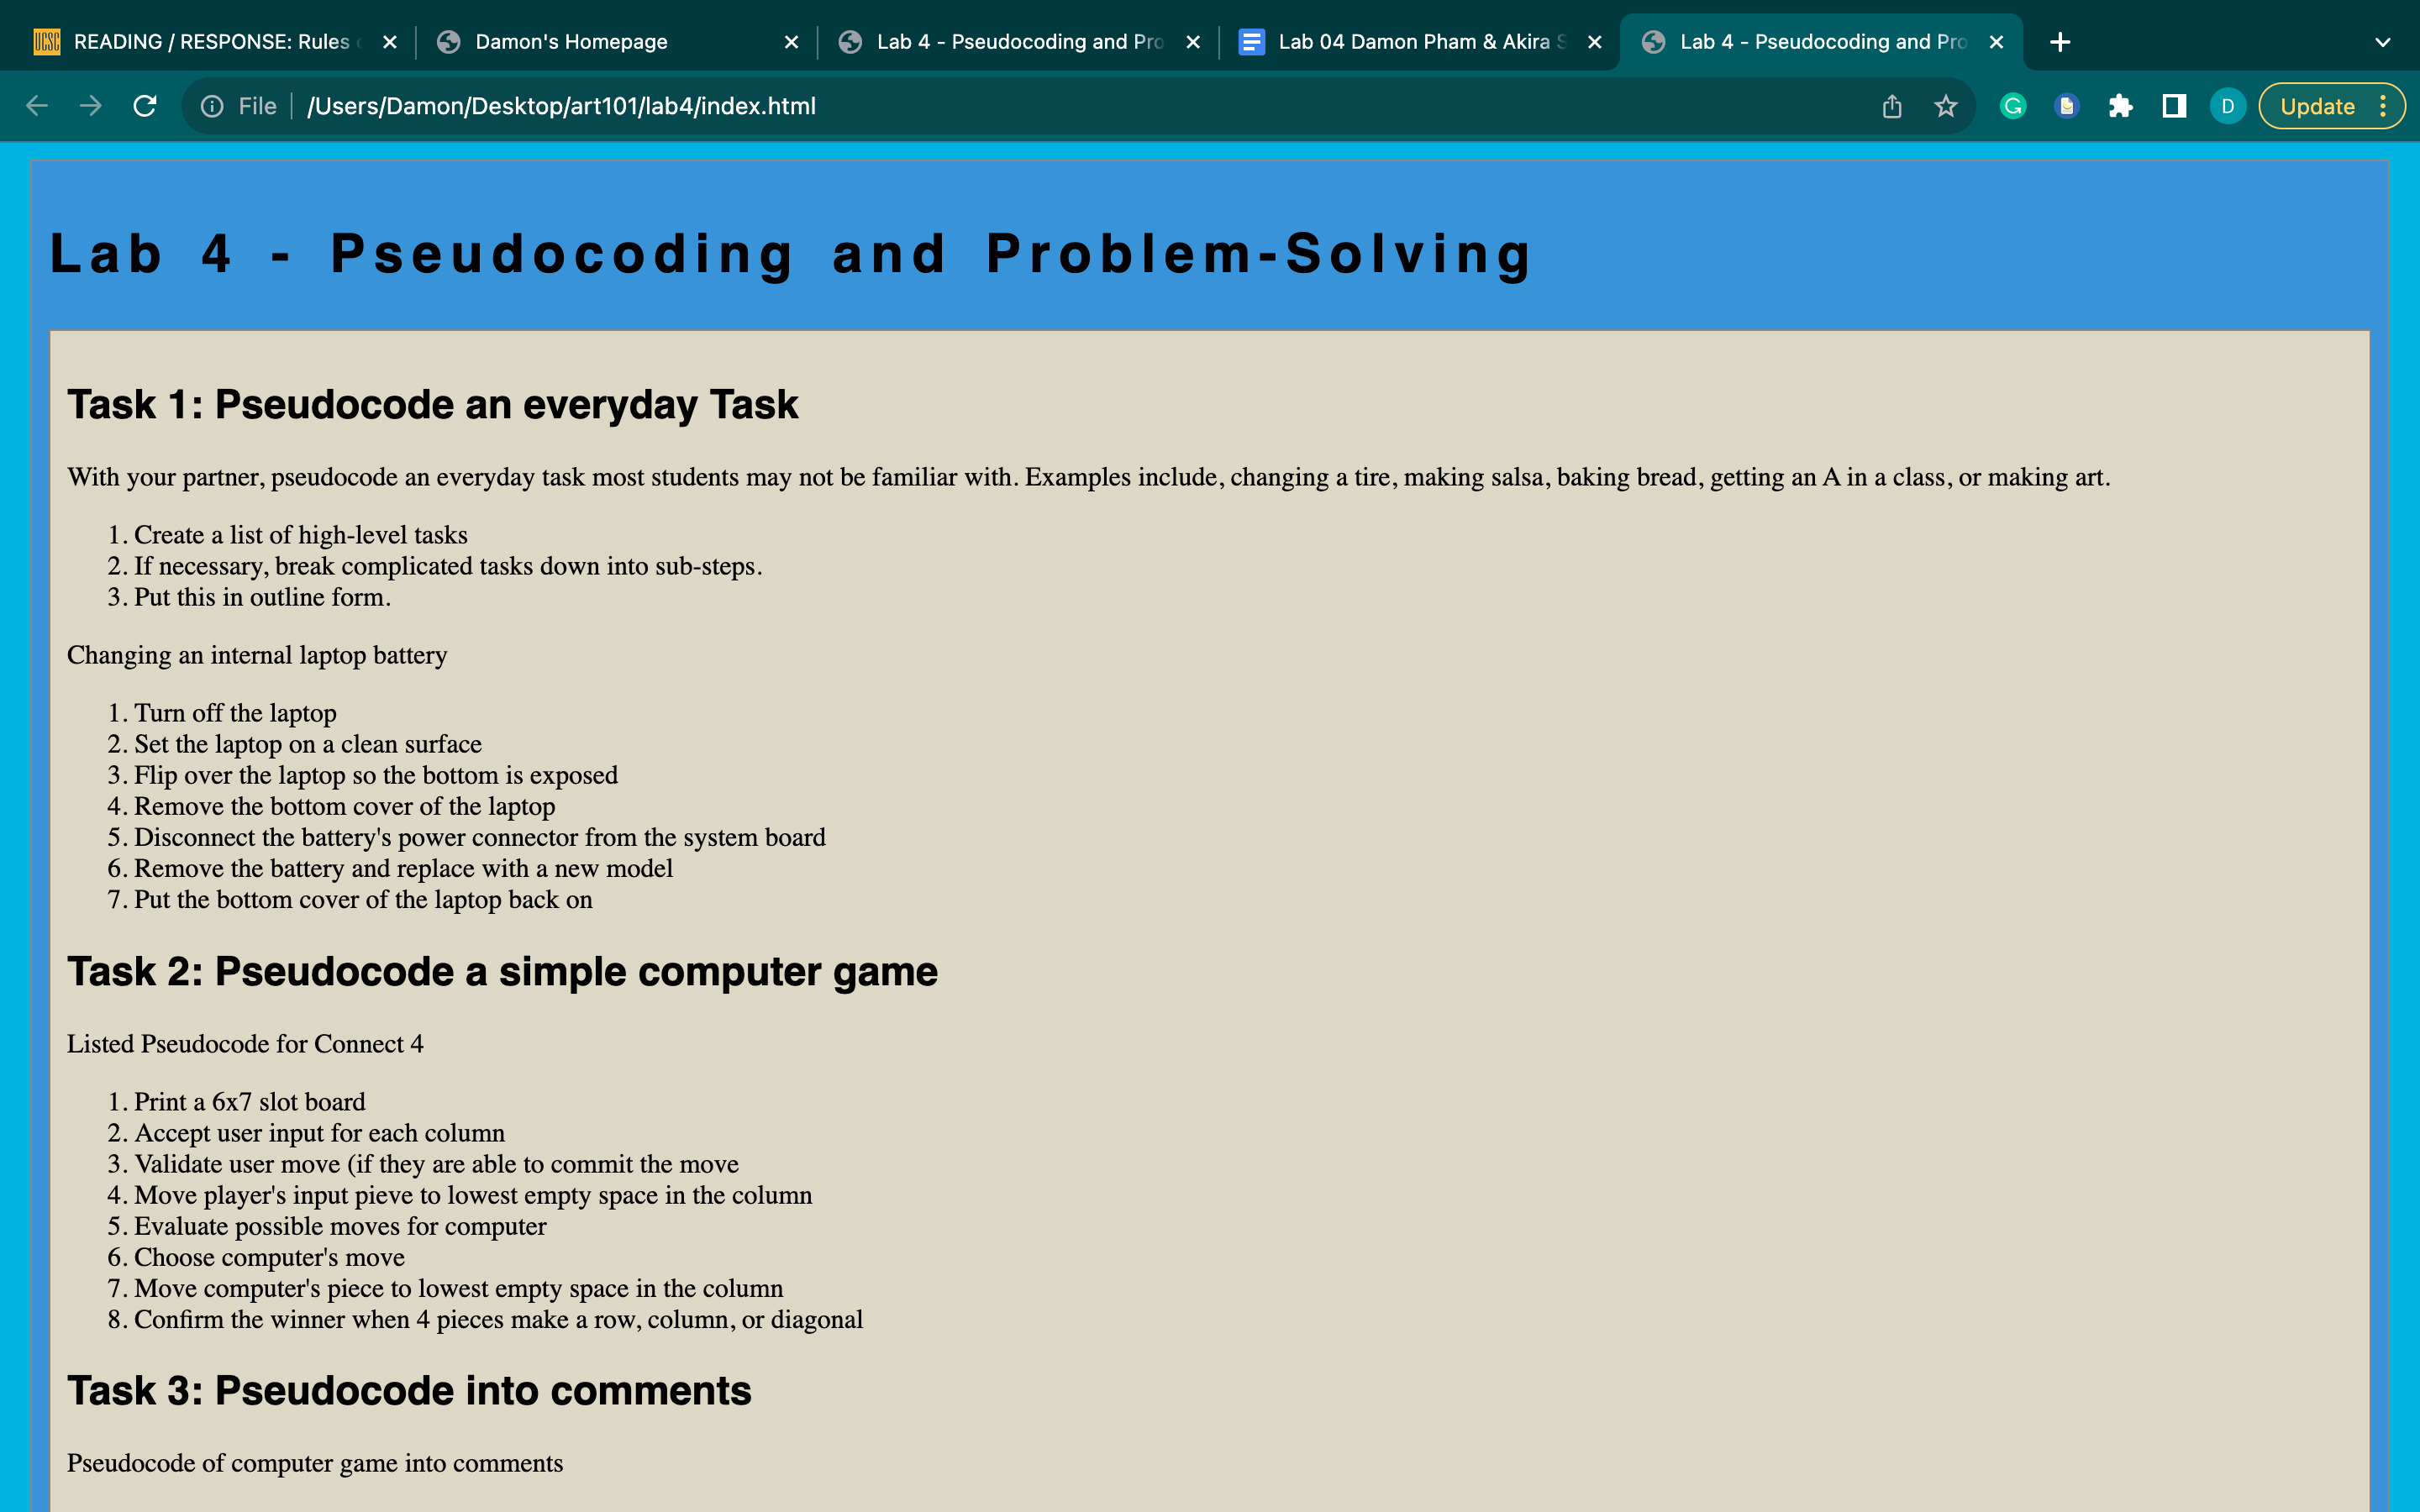 UCSC READING / RESPONSE: Rules
Damon's Homepage
Lab 4 - Pseudocoding and Pro
Lab 04 Damon Pham & Akira S
Lab 4 - Pseudocoding and Pro
File /Users/Damon/Desktop/art101/lab4/index.html
G
D
Update
Lab 4 - Pseudocoding and Problem-Solving
Task 1: Pseudocode an everyday Task
With your partner, pseudocode an everyday task most students may not be familiar with. Examples include, changing a tire, making salsa, baking bread, getting an A in a class, or making art.
1. Create a list of high-level tasks
2. If necessary, break complicated tasks down into sub-steps.
3. Put this in outline form.
Changing an internal laptop battery
1. Turn off the laptop
2. Set the laptop on a clean surface
3. Flip over the laptop so the bottom is exposed
4. Remove the bottom cover of the laptop
5. Disconnect the battery's power connector from the system board
6. Remove the battery and replace with a new model
7. Put the bottom cover of the laptop back on
Task 2: Pseudocode a simple computer game
Listed Pseudocode for Connect 4
1. Print a 6x7 slot board
2. Accept user input for each column
3. Validate user move (if they are able to commit the move
4. Move player's input pieve to lowest empty space in the column
5. Evaluate possible moves for computer
6. Choose computer's move
7. Move computer's piece to lowest empty space in the column
8. Confirm the winner when 4 pieces make a row, column, or diagonal
Task 3: Pseudocode into comments
Pseudocode of computer game into comments